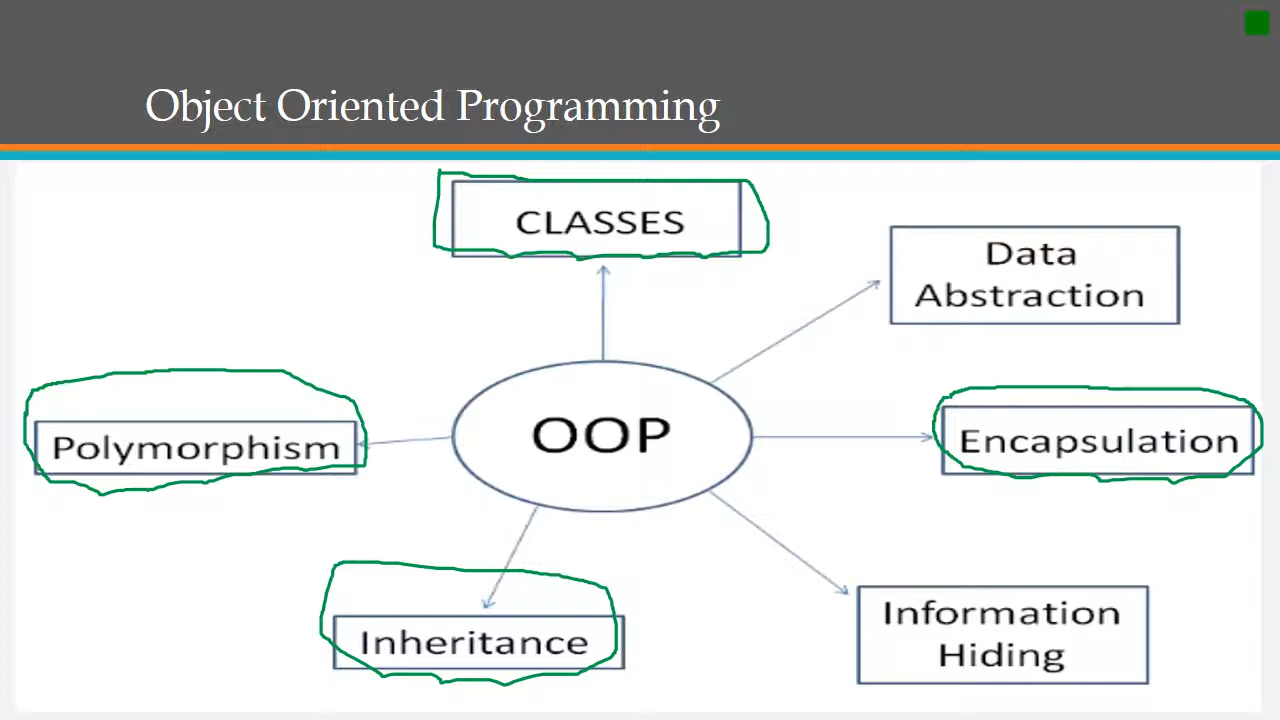 Object Oriented Programming
CLASSES
Data
Abstraction
Polymorphism
OOP
Encapsulation
Inheritance
Information
Hiding